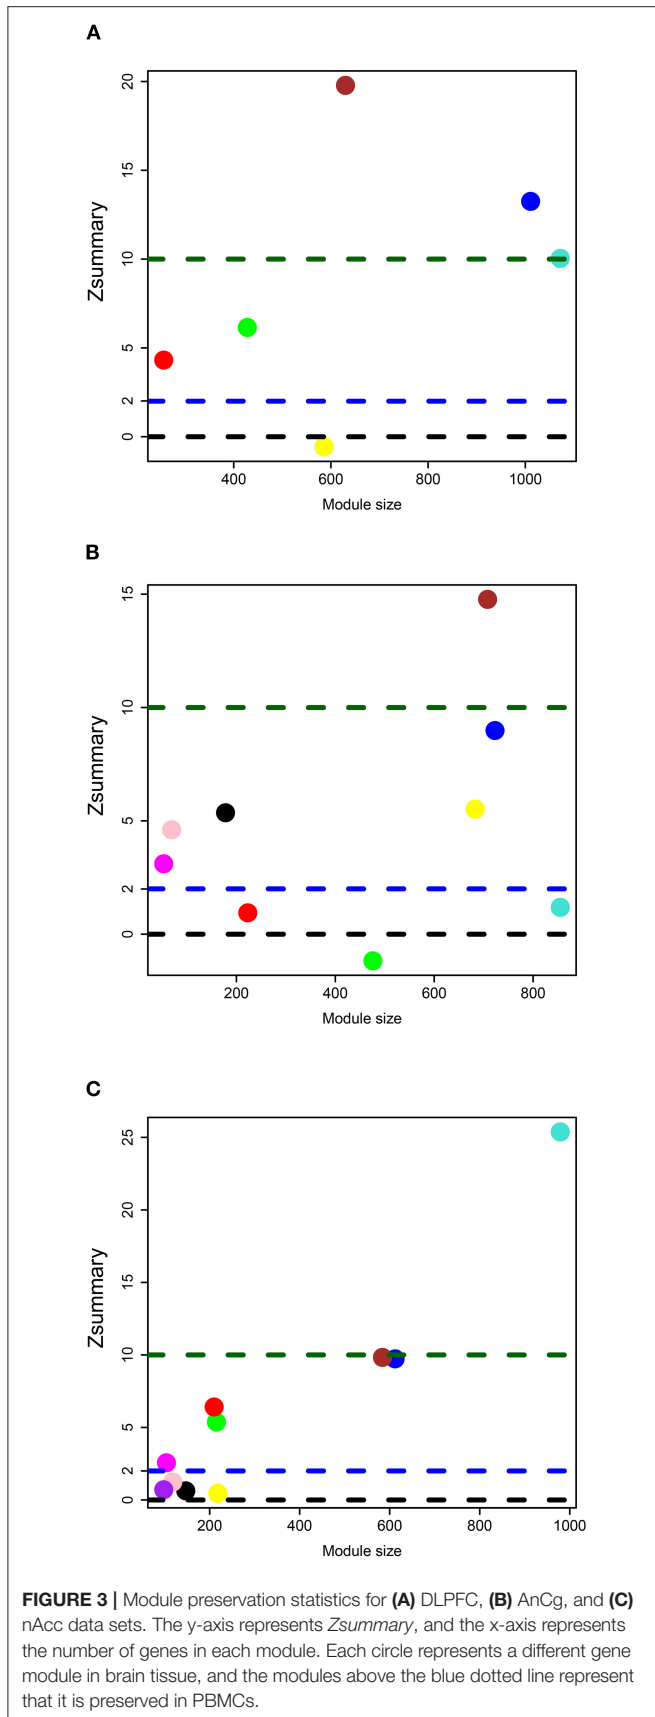 A
Zsummary
20
15
10
5
2
0
400 600 800 1000
Module size
B
Zsummary
15
10
5
2
0
200 400 600 800
Module size
C
Zsummary
25
20
15
10
5
2
0
200 400 600 800 1000
Module size
FIGURE 3 | Module preservation statistics for (A) DLPFC, (B) AnCg, and (C)
nAcc data sets. The y-axis represents Zsummary, and the x-axis represents
the number of genes in each module. Each circle represents a different gene
module in brain tissue, and the modules above the blue dotted line represent
that it is preserved in PBMCs.